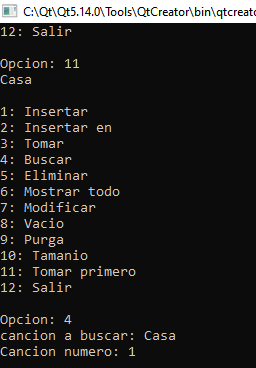 C:\Qt\Qt5.14.0\Tools\QtCreator\bin\qtcreato
12: Salir
Opcion: 11
Casa
1: Insertar
2: Insertar en
3: Tomar
4: Buscar
5: Eliminar
6: Mostrar todo
7: Modificar
8: Vacio
9: Purga
10: Tamanio
11: Tomar primero
12: Salir
Opcion: 4
cancion a buscar: Casa
Cancion numero: 1